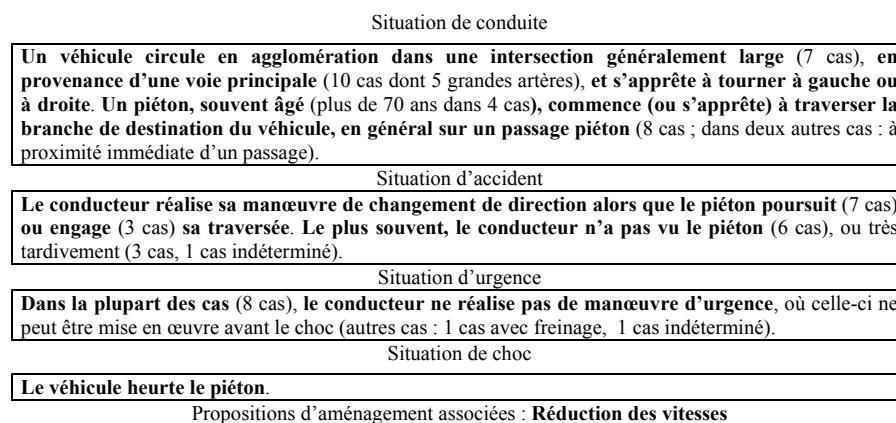 Situation de conduite
Un véhicule circule en agglomération dans une intersection généralement large (7 cas), en
provenance d'une voie principale (10 cas dont 5 grandes artères), et s'apprête à tourner à gauche ou
à droite. Un piéton, souvent âgé (plus de 70 ans dans 4 cas), commence (ou s'apprête) à traverser la
branche de destination du véhicule, en général sur un passage piéton (8 cas ; dans deux autres cas : à
proximité immédiate d'un passage).
Situation d'accident
Le conducteur réalise sa manœuvre de changement de direction alors que le piéton poursuit (7 cas)
ou engage (3 cas) sa traversée. Le plus souvent, le conducteur n'a pas vu le piéton (6 cas), ou très
tardivement (3 cas, 1 cas indéterminé).
Situation d'urgence
Dans la plupart des cas (8 cas), le conducteur ne réalise pas de manœuvre d'urgence, où celle-ci ne
peut être mise en œuvre avant le choc (autres cas : 1 cas avec freinage, 1 cas indéterminé).
Situation de choc
Le véhicule heurte le piéton.
Propositions d'aménagement associées : Réduction des vitesses